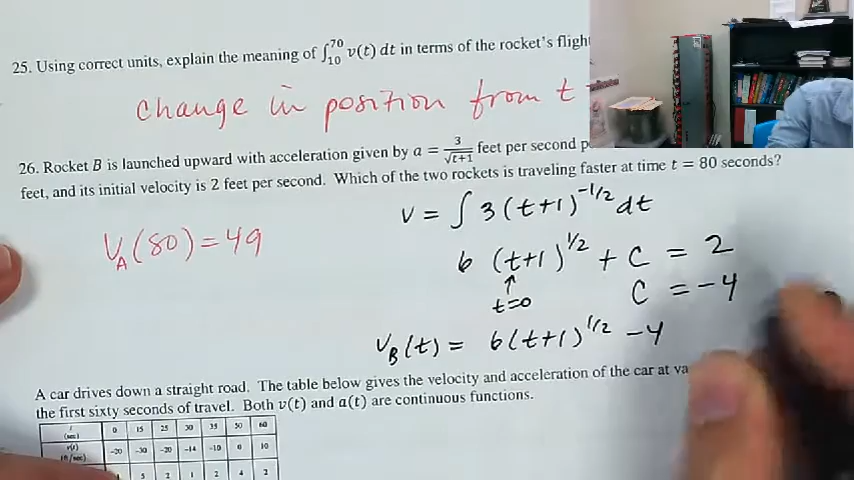 25. Using correct units, explain the meaning of ∫₁₀⁷⁰ v(t) dt in terms of the rocket's flight
change in position from t
26. Rocket B is launched upward with acceleration given by a = 3/√(t+1) feet per second p
feet, and its initial velocity is 2 feet per second. Which of the two rockets is traveling faster at time t = 80 seconds?
V = ∫ 3(t+1)^-1/2 dt
V_A(80) = 49
6 (t+1)^1/2 + C = 2
↑
t=0
C = -4
V_B(t) = 6(t+1)^1/2 - 4
A car drives down a straight road. The table below gives the velocity and acceleration of the car at va
the first sixty seconds of travel. Both v(t) and a(t) are continuous functions.
t (sec) 0 15 25 30 35 50 60
v(t) (ft/sec) -20 -30 -20 -14 -10 0 10
5 2 1 2 4 2